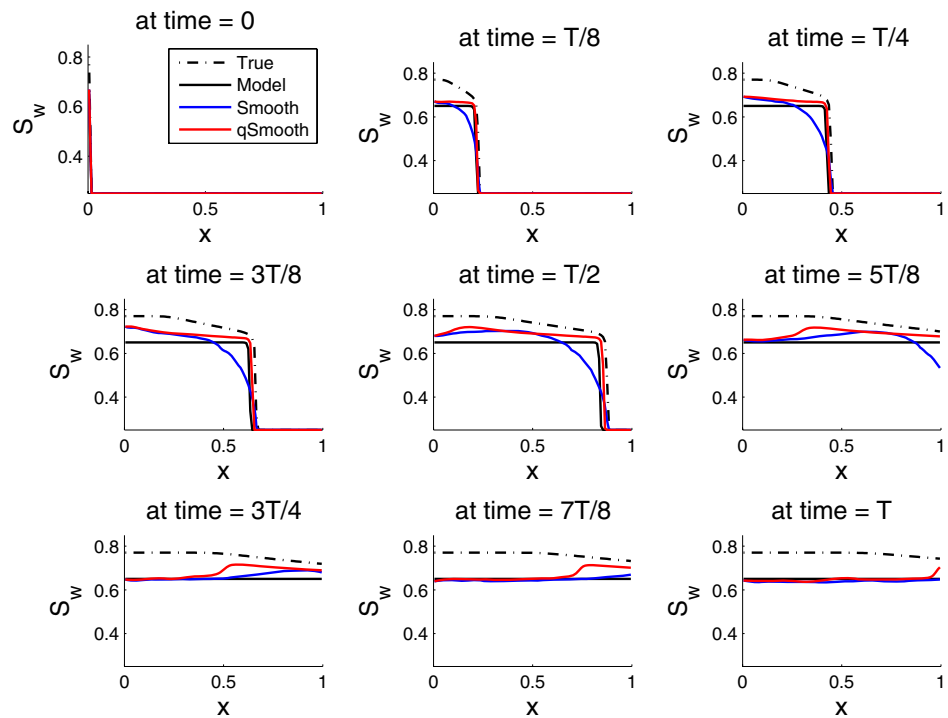 at time = 0
0.8
0.6
0.4
S_w
0
0.5
1
x
True
Model
Smooth
qSmooth
at time = T/8
0.8
0.6
0.4
S_w
0
0.5
1
x
at time = T/4
0.8
0.6
0.4
S_w
0
0.5
1
x
at time = 3T/8
0.8
0.6
0.4
S_w
0
0.5
1
x
at time = T/2
0.8
0.6
0.4
S_w
0
0.5
1
x
at time = 5T/8
0.8
0.6
0.4
S_w
0
0.5
1
x
at time = 3T/4
0.8
0.6
0.4
S_w
0
0.5
1
x
at time = 7T/8
0.8
0.6
0.4
S_w
0
0.5
1
x
at time = T
0.8
0.6
0.4
S_w
0
0.5
1
x